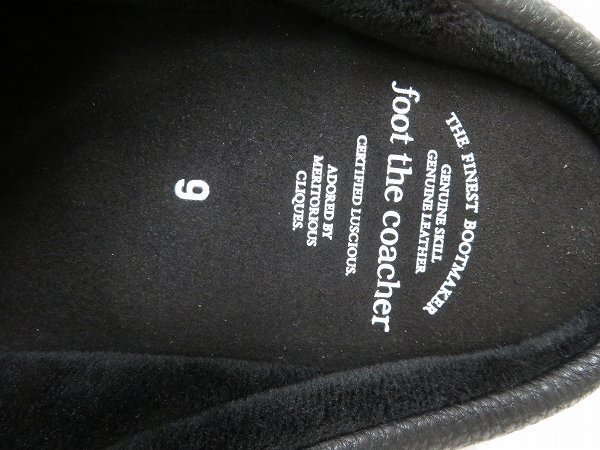 THE FINEST BOOTMAKER
GENUINE SKILL
GENUINE LEATHER
foot the coacher
CERTIFIED LUSCIOUS.
ADORED BY
MERITORIOUS
CLIQUES.
9